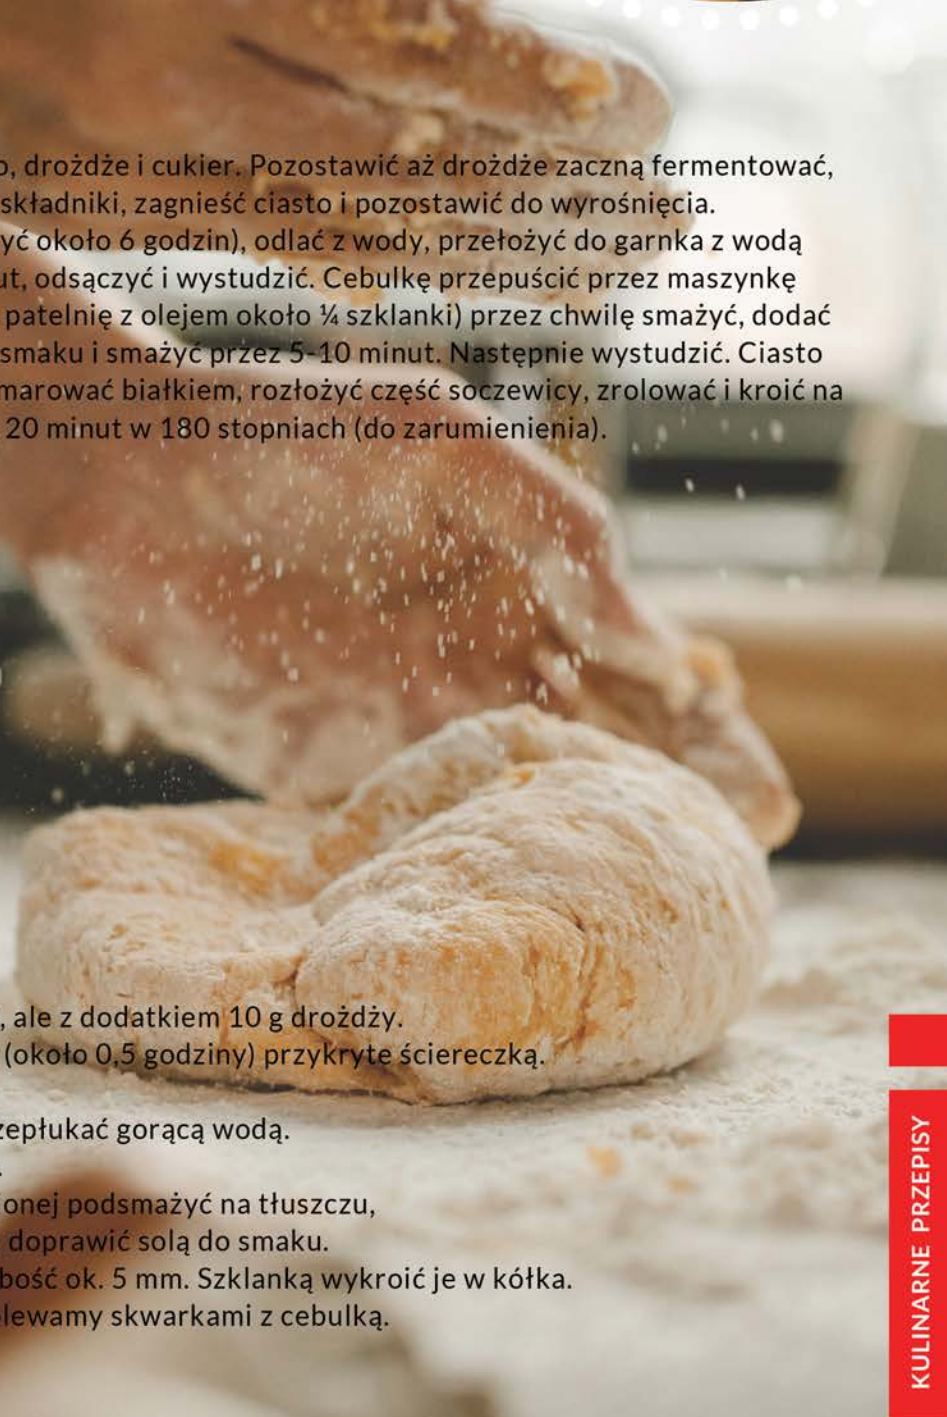 o, drożdże i cukier. Pozostawić aż drożdże zaczną fermentować,
składniki, zagnieść ciasto i pozostawić do wyrośnięcia.
yć około 6 godzin), odlać z wody, przełożyć do garnka z wodą
ut, odsączyć i wystudzić. Cebulkę przepuścić przez maszynkę
patelnię z olejem około ¼ szklanki) przez chwilę smażyć, dodać
smaku i smażyć przez 5-10 minut. Następnie wystudzić. Ciasto
marować białkiem, rozłożyć część soczewicy, zrolować i kroić na
20 minut w 180 stopniach (do zarumienienia).
, ale z dodatkiem 10 g drożdży.
(około 0,5 godziny) przykryte ściereczką.
zepłukać gorącą wodą.
.
onej podsmażyć na tłuszczu,
doprawić solą do smaku.
bość ok. 5 mm. Szklanką wykroić je w kółka.
lewamy skwarkami z cebulką.
KULINARNE PRZEPISY